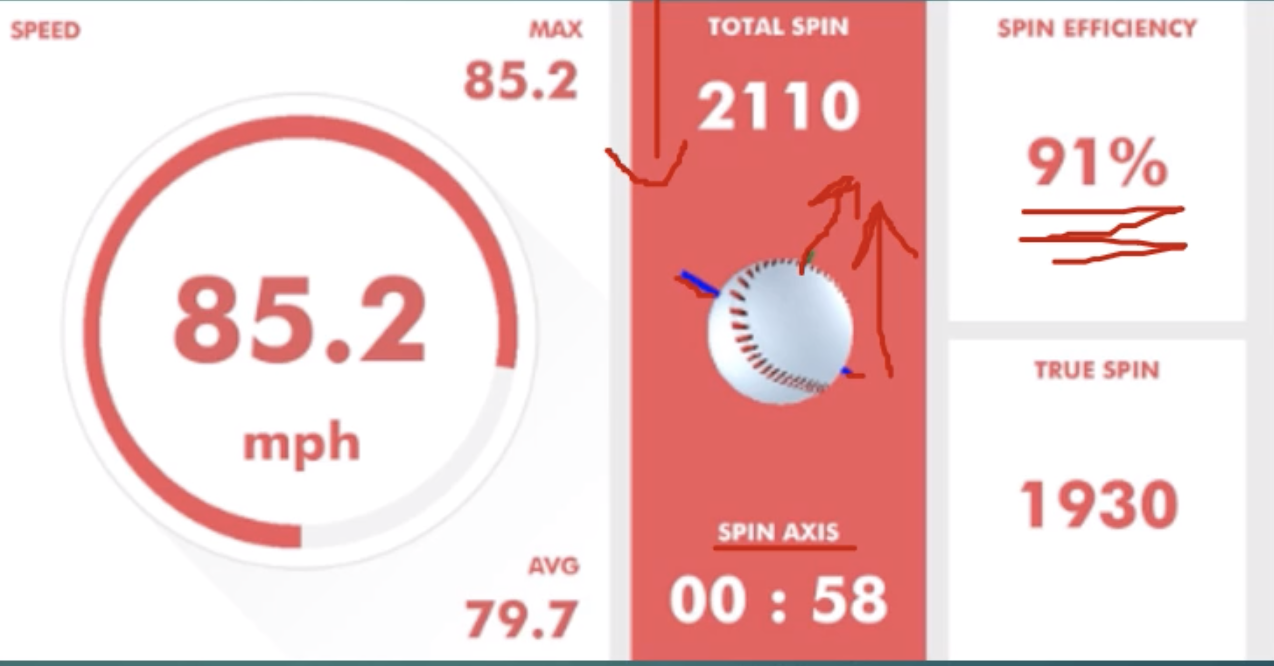 SPEED
MAX
85.2
85.2
mph
AVG
79.7
TOTAL SPIN
2110
SPIN AXIS
00 : 58
SPIN EFFICIENCY
91%
TRUE SPIN
1930